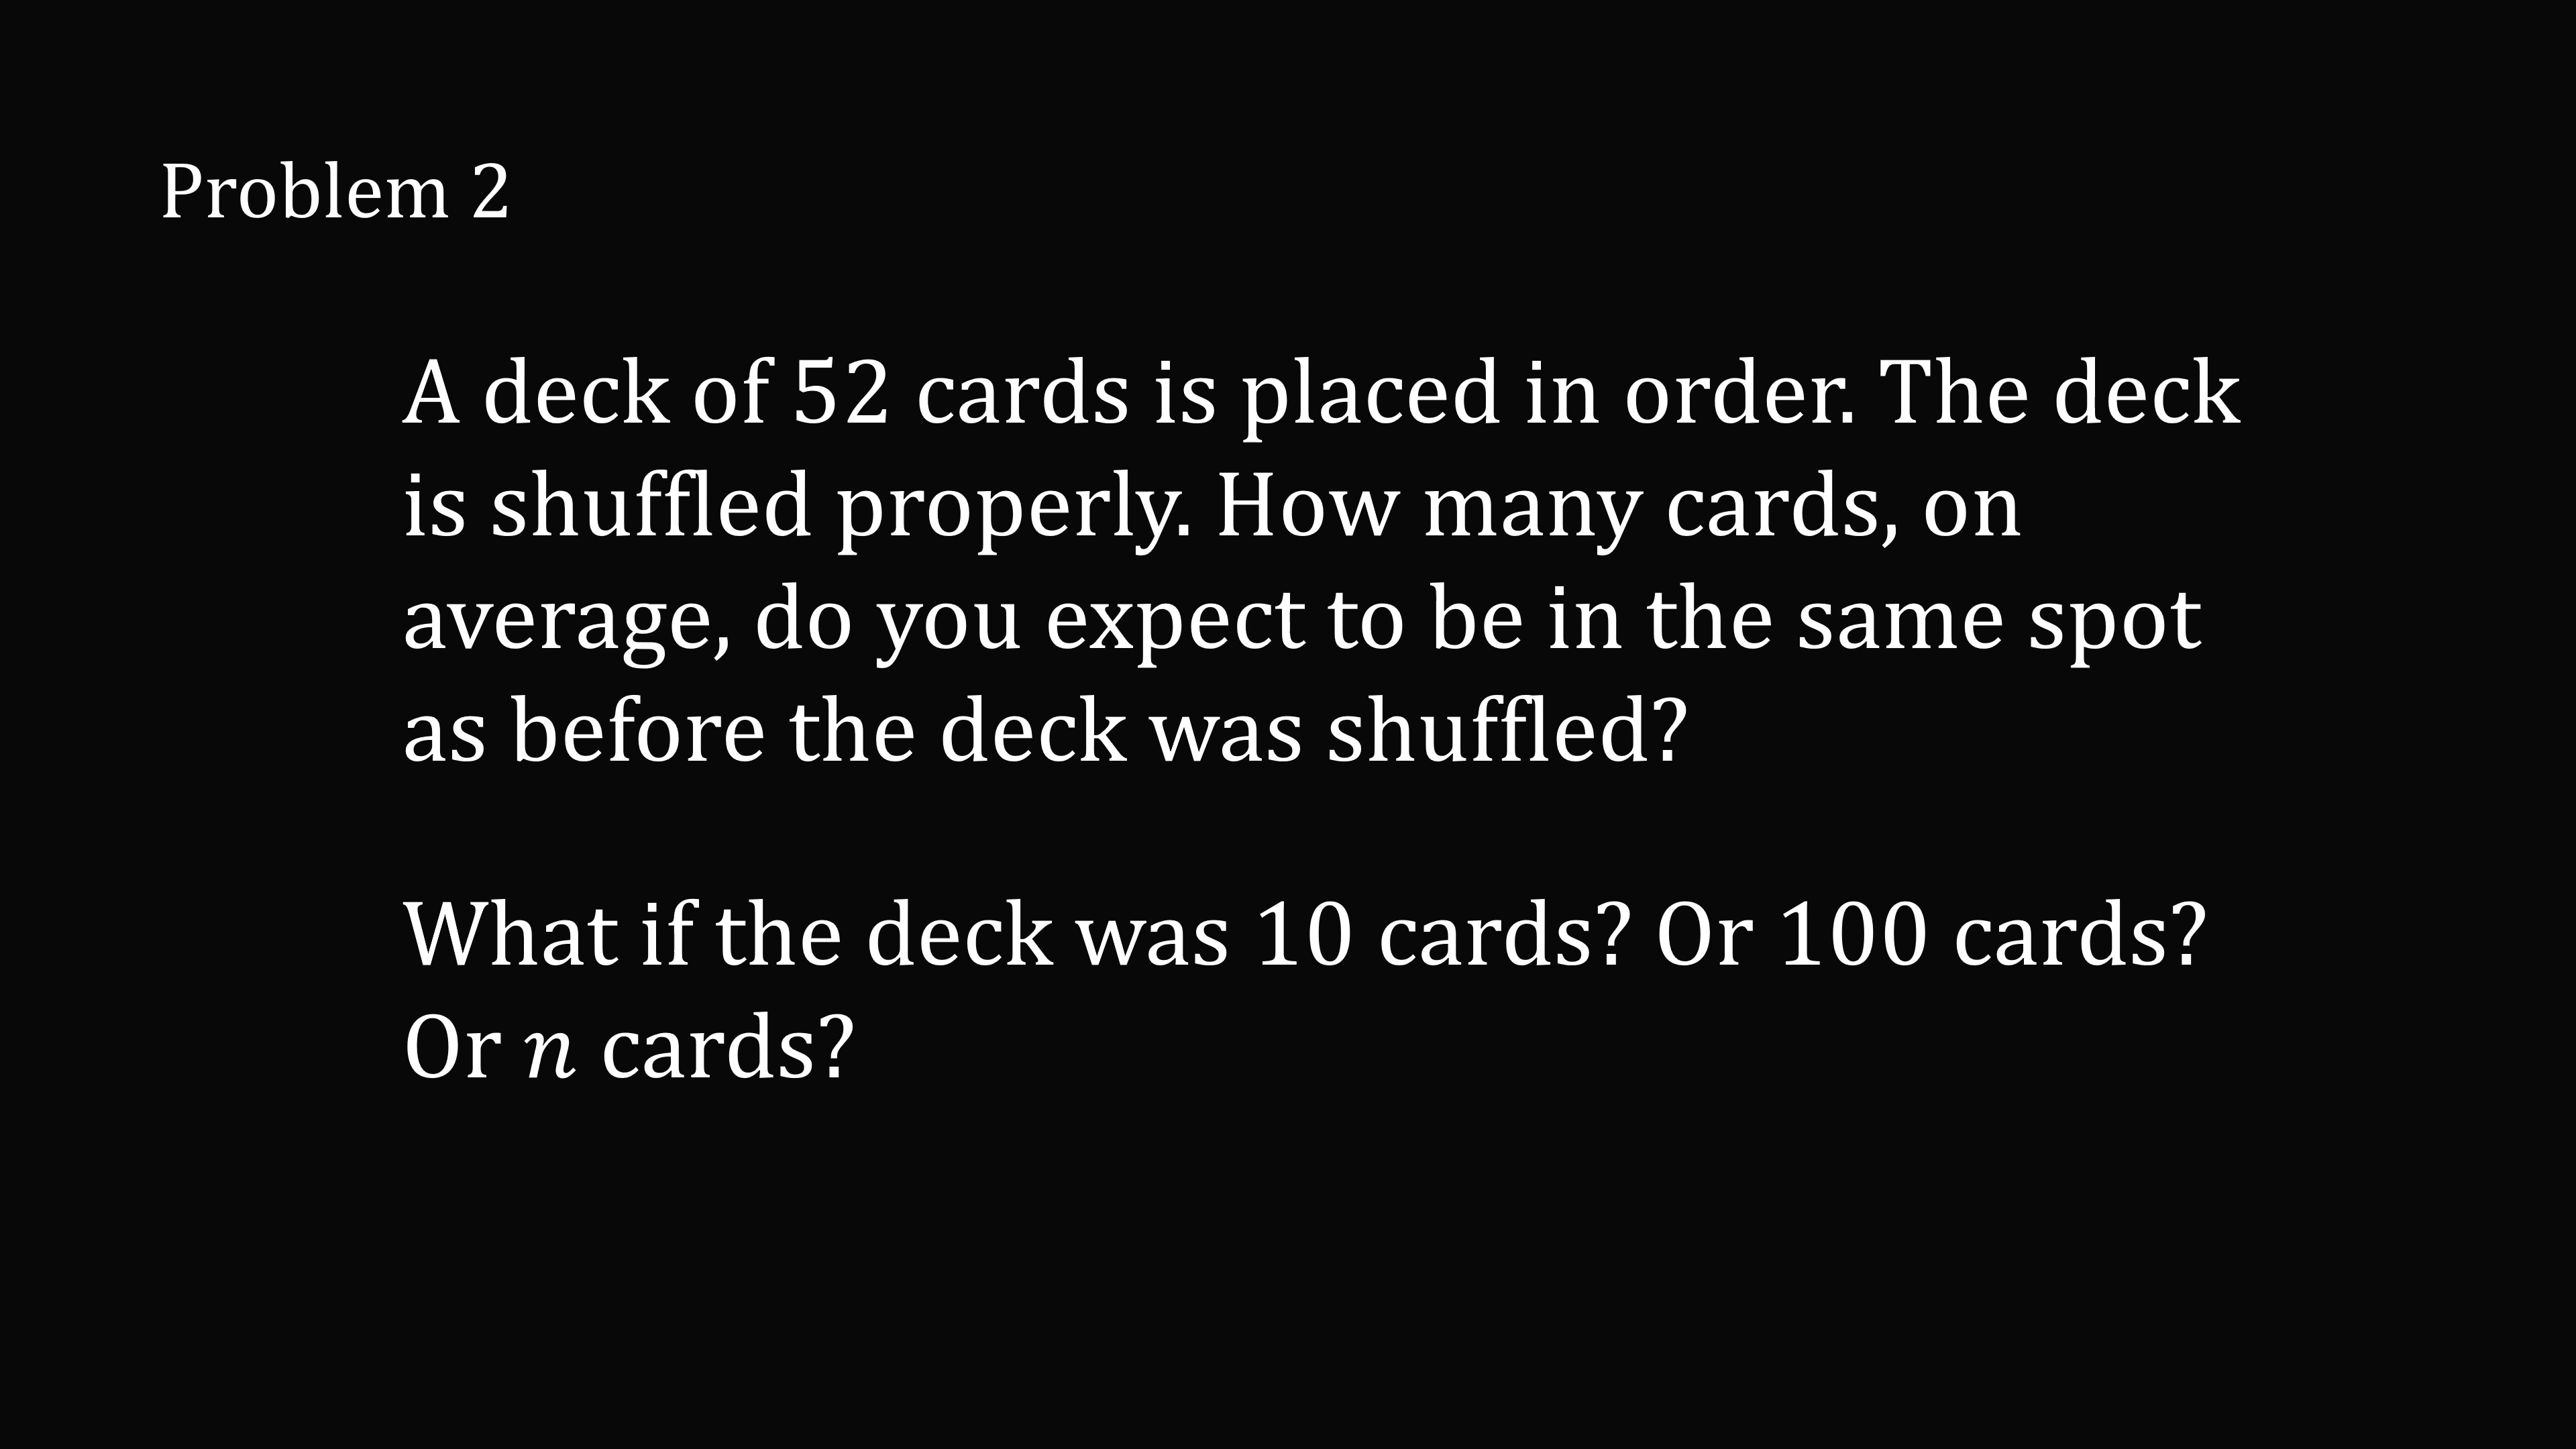 Problem 2
A deck of 52 cards is placed in order. The deck
is shuffled properly. How many cards, on
average, do you expect to be in the same spot
as before the deck was shuffled?
What if the deck was 10 cards? Or 100 cards?
Or n cards?